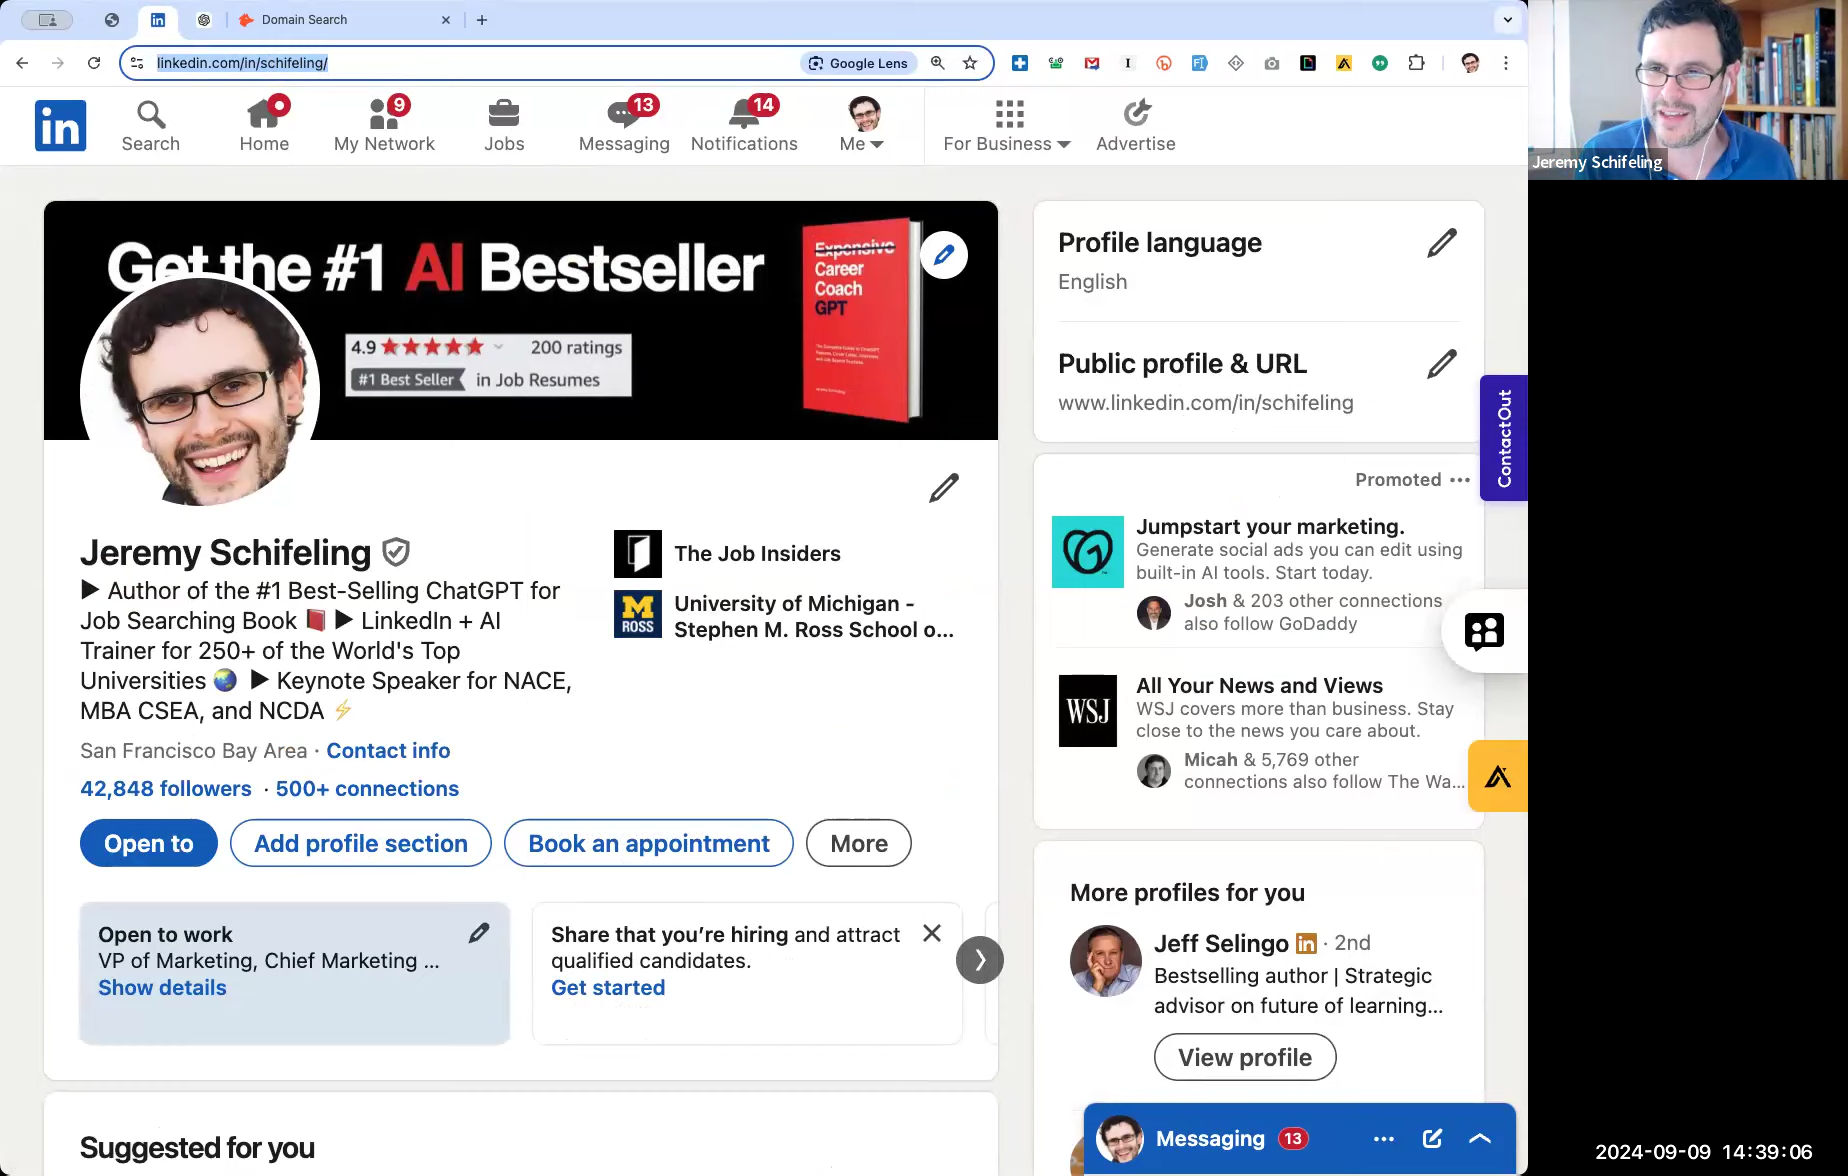 Domain Search
linkedin.com/in/schifeling/
Google Lens
Jeremy Schifeling
in
Search
Home
9
My Network
Jobs
13
Messaging
14
Notifications
Me
For Business
Advertise
Get the #1 AI Bestseller
4.9
200 ratings
#1 Best Seller
in Job Resumes
Expensive
Career
Coach
GPT
Jeremy Schifeling
▶ Author of the #1 Best-Selling ChatGPT for
Job Searching Book 📕 ▶ LinkedIn + AI
Trainer for 250+ of the World's Top
Universities 🌏 ▶ Keynote Speaker for NACE,
MBA CSEA, and NCDA ⚡
San Francisco Bay Area · Contact info
42,848 followers · 500+ connections
The Job Insiders
M
ROSS
University of Michigan -
Stephen M. Ross School o...
Open to
Add profile section
Book an appointment
More
Open to work
VP of Marketing, Chief Marketing ...
Show details
Share that you’re hiring and attract
qualified candidates.
Get started
Suggested for you
Profile language
English
Public profile & URL
www.linkedin.com/in/schifeling
ContactOut
Promoted
Jumpstart your marketing.
Generate social ads you can edit using
built-in AI tools. Start today.
Josh & 203 other connections
also follow GoDaddy
WSJ
All Your News and Views
WSJ covers more than business. Stay
close to the news you care about.
Micah & 5,769 other
connections also follow The Wa...
More profiles for you
Jeff Selingo in · 2nd
Bestselling author | Strategic
advisor on future of learning...
View profile
Messaging 13
2024-09-09 14:39:06